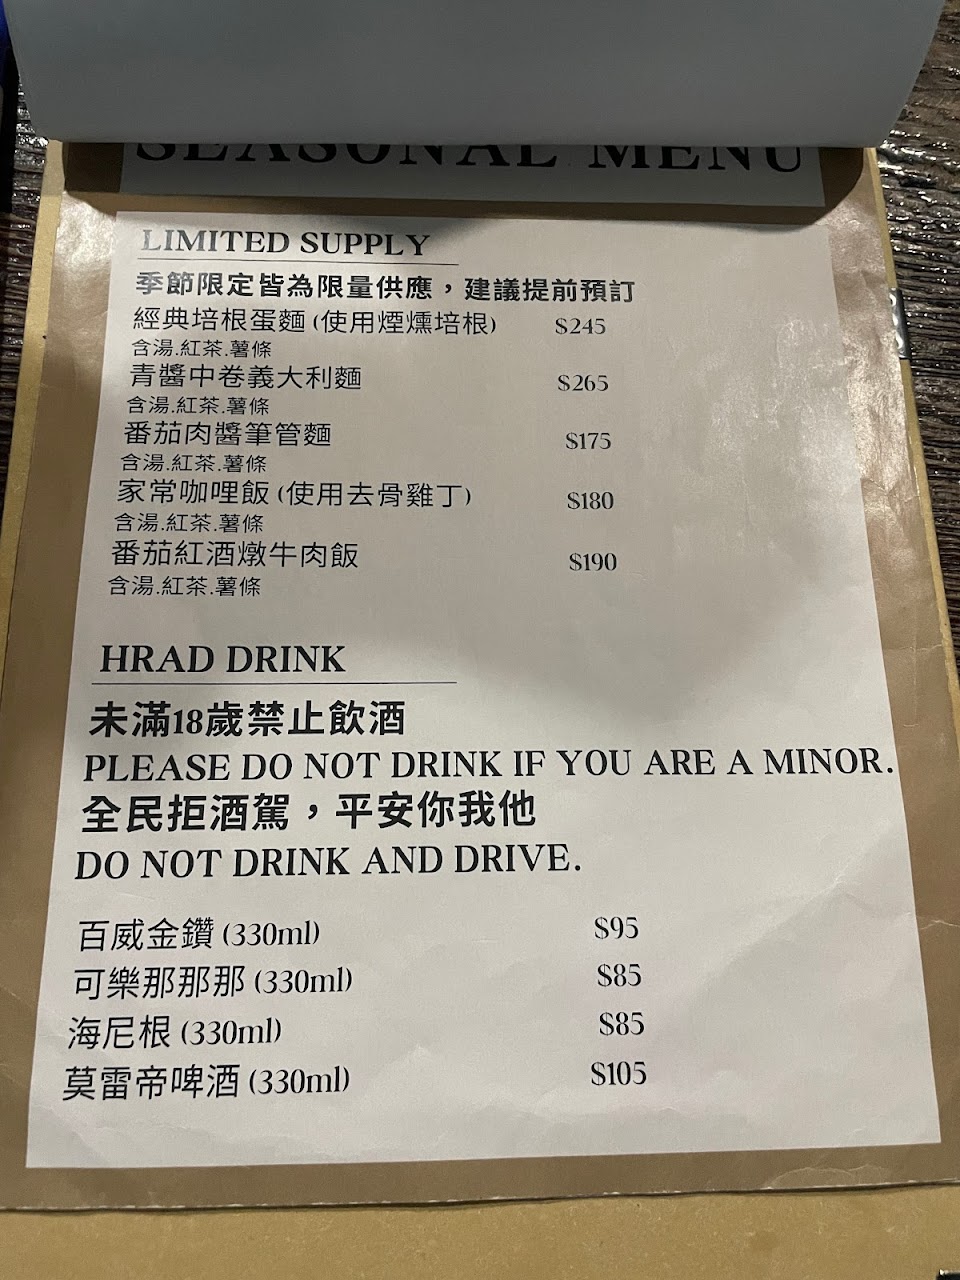 SEASONAL MENU
LIMITED SUPPLY
季節限定皆為限量供應，建議提前預訂
經典培根蛋麵 (使用煙燻培根) $245
含湯.紅茶.薯條
青醬中卷義大利麵 $265
含湯.紅茶.薯條
番茄肉醬筆管麵 $175
含湯.紅茶.薯條
家常咖哩飯 (使用去骨雞丁) $180
含湯.紅茶.薯條
番茄紅酒燉牛肉飯 $190
含湯.紅茶.薯條
HRAD DRINK
未滿18歲禁止飲酒
PLEASE DO NOT DRINK IF YOU ARE A MINOR.
全民拒酒駕，平安你我他
DO NOT DRINK AND DRIVE.
百威金鑽 (330ml) $95
可樂那那那 (330ml) $85
海尼根 (330ml) $85
莫雷帝啤酒 (330ml) $105